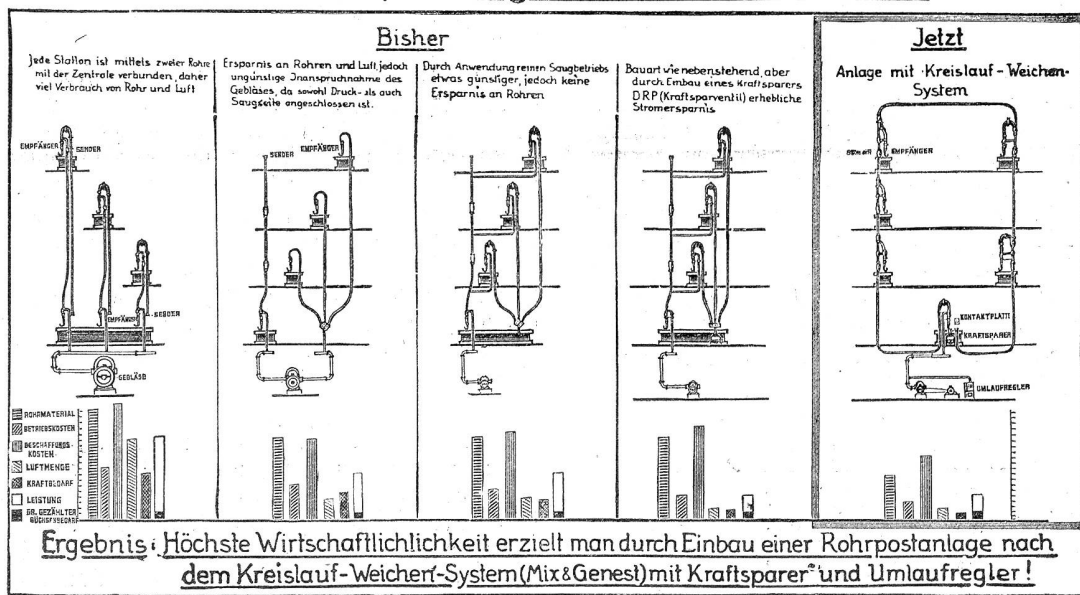 Bisher
Jede Station ist mittels zweier Rohre
mit der Zentrale verbunden, daher
viel Verbrauch von Rohr und Luft
Ersparnis an Rohren und Luft, jedoch
ungünstige Inanspruchnahme des
Gebläses, da sowohl Druck- als auch
Saugseite angeschlossen ist.
Durch Anwendung reinen Saugbetriebs
etwas günstiger, jedoch keine
Ersparnis an Rohren
Bauart wie nebenstehend, aber
durch Einbau eines Kraftsparers
DRP (Kraftsparventil) erhebliche
Stromersparnis
Jetzt
Anlage mit Kreislauf-Weichen-
System
EMPFÄNGER
SENDER
EMPFÄNGER
SENDER
GEBLÄSE
SENDER
EMPFÄNGER
EMPFÄNGER
KONTAKTPLATTE
KRAFTSPARER
UMLAUFREGLER
ROHRMATERIAL
BETRIEBSKOSTEN
BESCHAFFUNGS-
KOSTEN
LUFTMENGE
KRAFTBEDARF
LEISTUNG
GR. GEZÄHLTER
BÜCHSENBEDARF
Ergebnis: Höchste Wirtschaftlichlichkeit erzielt man durch Einbau einer Rohrpostanlage nach
dem Kreislauf-Weichen-System (Mix & Genest) mit Kraftsparer und Umlaufregler!